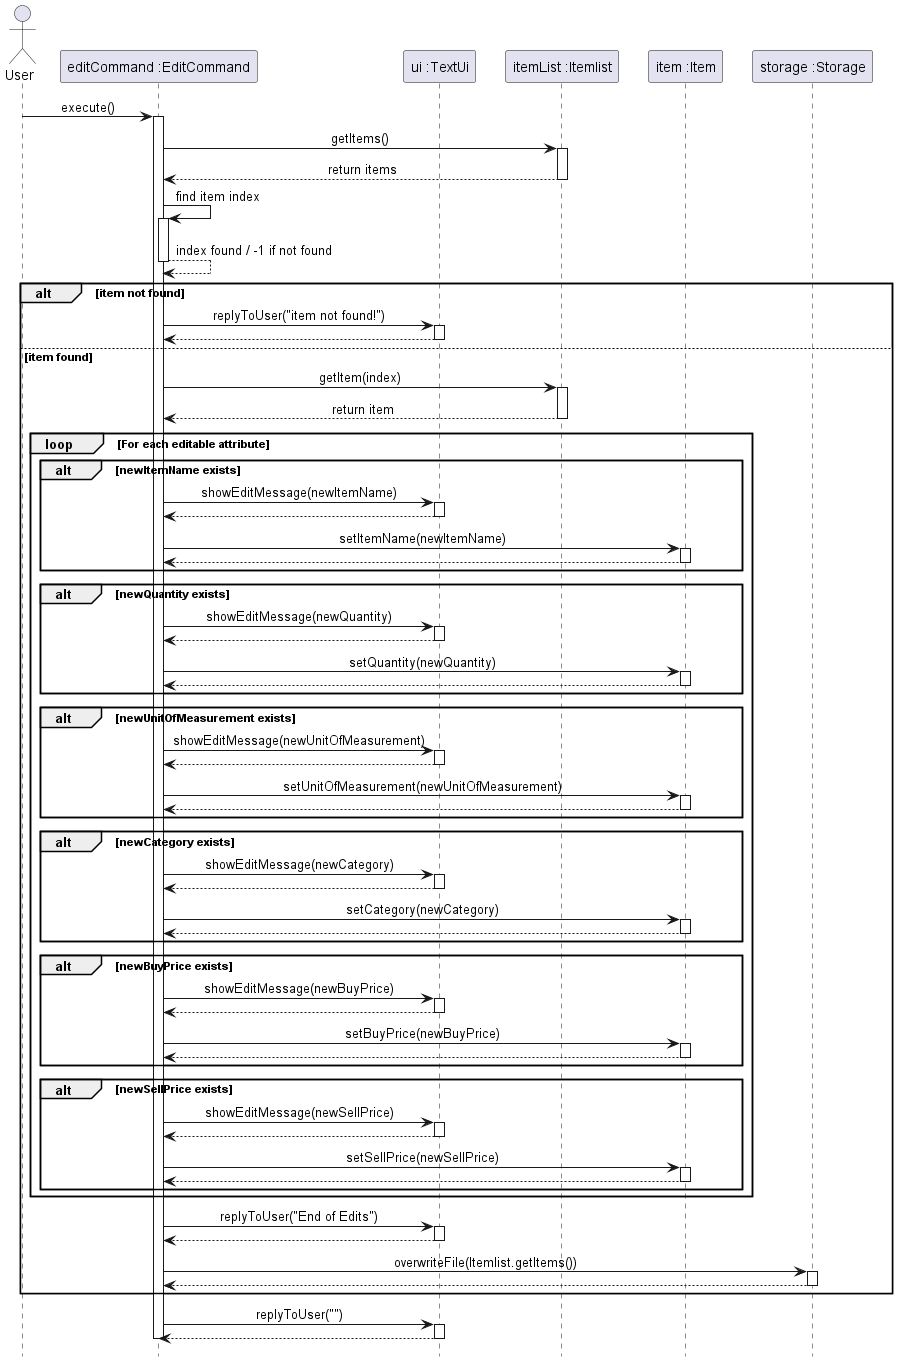 User
editCommand :EditCommand
ui :TextUi
itemList :Itemlist
item :Item
storage :Storage
execute()
getItems()
return items
find item index
index found / -1 if not found
alt
[item not found]
replyToUser("item not found!")
[item found]
getItem(index)
return item
loop
[For each editable attribute]
alt
[newItemName exists]
showEditMessage(newItemName)
setItemName(newItemName)
alt
[newQuantity exists]
showEditMessage(newQuantity)
setQuantity(newQuantity)
alt
[newUnitOfMeasurement exists]
showEditMessage(newUnitOfMeasurement)
setUnitOfMeasurement(newUnitOfMeasurement)
alt
[newCategory exists]
showEditMessage(newCategory)
setCategory(newCategory)
alt
[newBuyPrice exists]
showEditMessage(newBuyPrice)
setBuyPrice(newBuyPrice)
alt
[newSellPrice exists]
showEditMessage(newSellPrice)
setSellPrice(newSellPrice)
replyToUser("End of Edits")
overwriteFile(Itemlist.getItems())
replyToUser("")